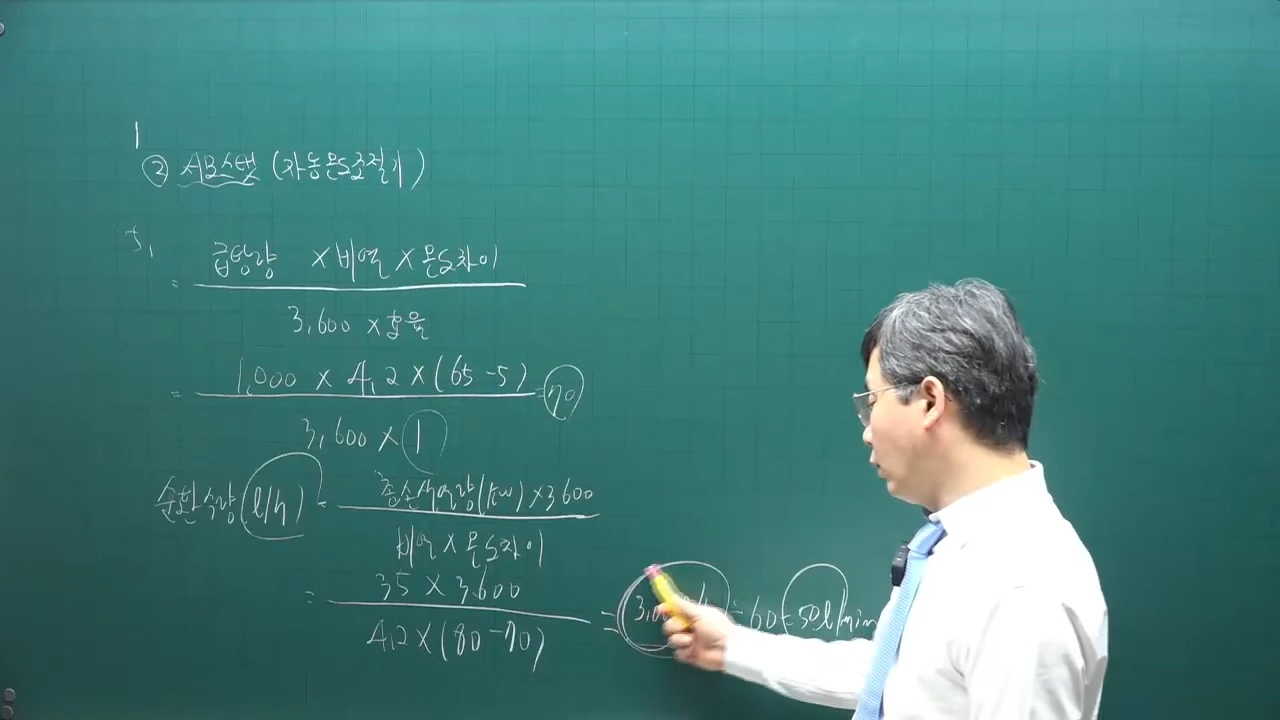 1
② 서모스탯 (자동온도조절기)
급탕량 × 비열 × 온도차이
=
3,600 × 효율
1,000 × 4.2 × (65 - 5)
= = 70
3,600 × 1
순환수량 (l/h) = 총손실열량(kW) × 3600
비열 × 온도차이
= 35 × 3,600
4.2 × (80 - 70)
= ÷ 60 = 50l/min